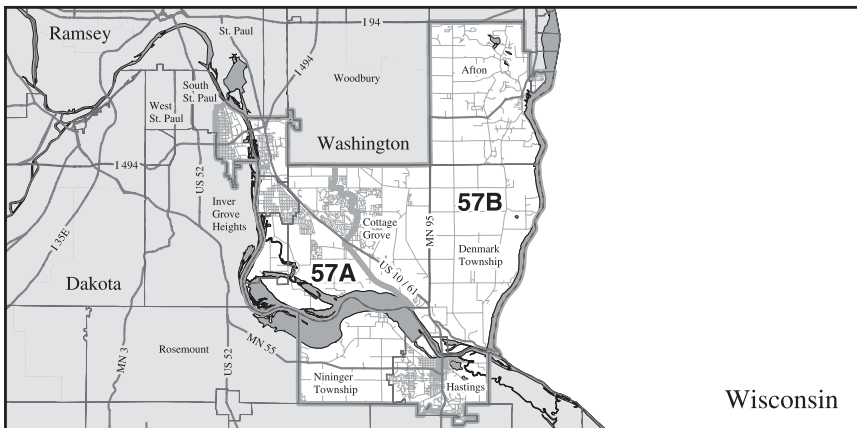 I 94
Ramsey
St. Paul
I 494
Woodbury
Afton
South
St. Paul
West
St. Paul
Washington
I 494
US 52
Inver
Grove
Heights
57B
Cottage
Grove
MN 95
I 35E
Denmark
Township
57A
US 10 / 61
Dakota
MN 55
Rosemount
MN 3
US 52
Nininger
Township
Hastings
Wisconsin